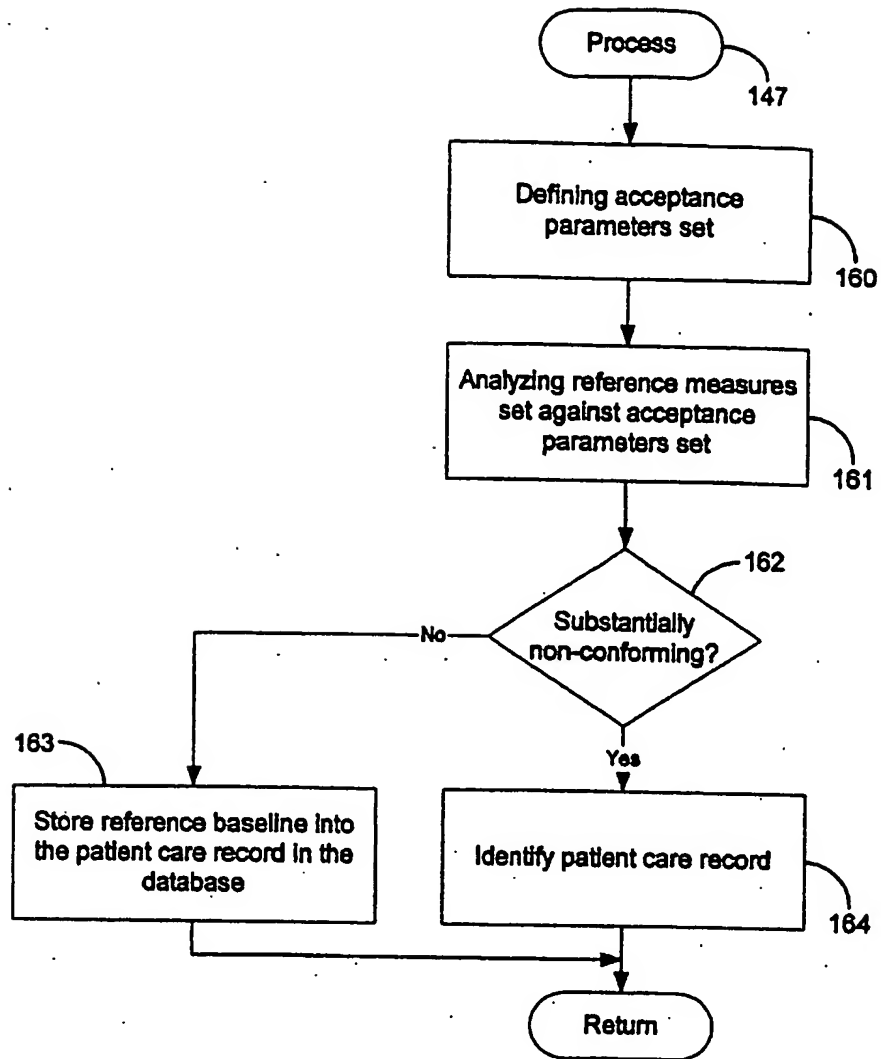 Process
147
Defining acceptance
parameters set
160
Analyzing reference measures
set against acceptance
parameters set
161
162
Substantially
non-conforming?
No
Yes
163
Store reference baseline into
the patient care record in the
database
Identify patient care record
164
Return